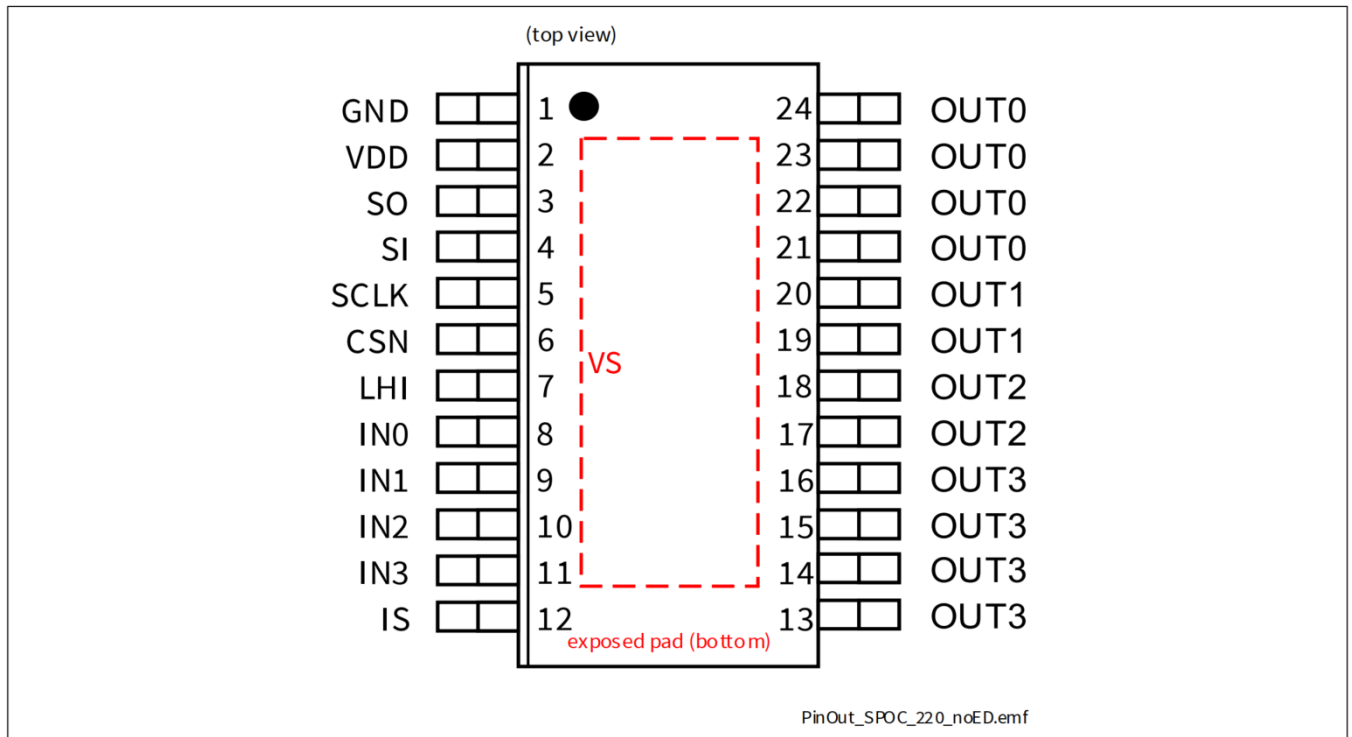 (top view)
GND 1 24 OUT0
VDD 2 23 OUT0
SO 3 22 OUT0
SI 4 21 OUT0
SCLK 5 20 OUT1
CSN 6 19 OUT1
VS
LHI 7 18 OUT2
IN0 8 17 OUT2
IN1 9 16 OUT3
IN2 10 15 OUT3
IN3 11 14 OUT3
IS 12 13 OUT3
exposed pad (bottom)
PinOut_SPOC_220_noED.emf